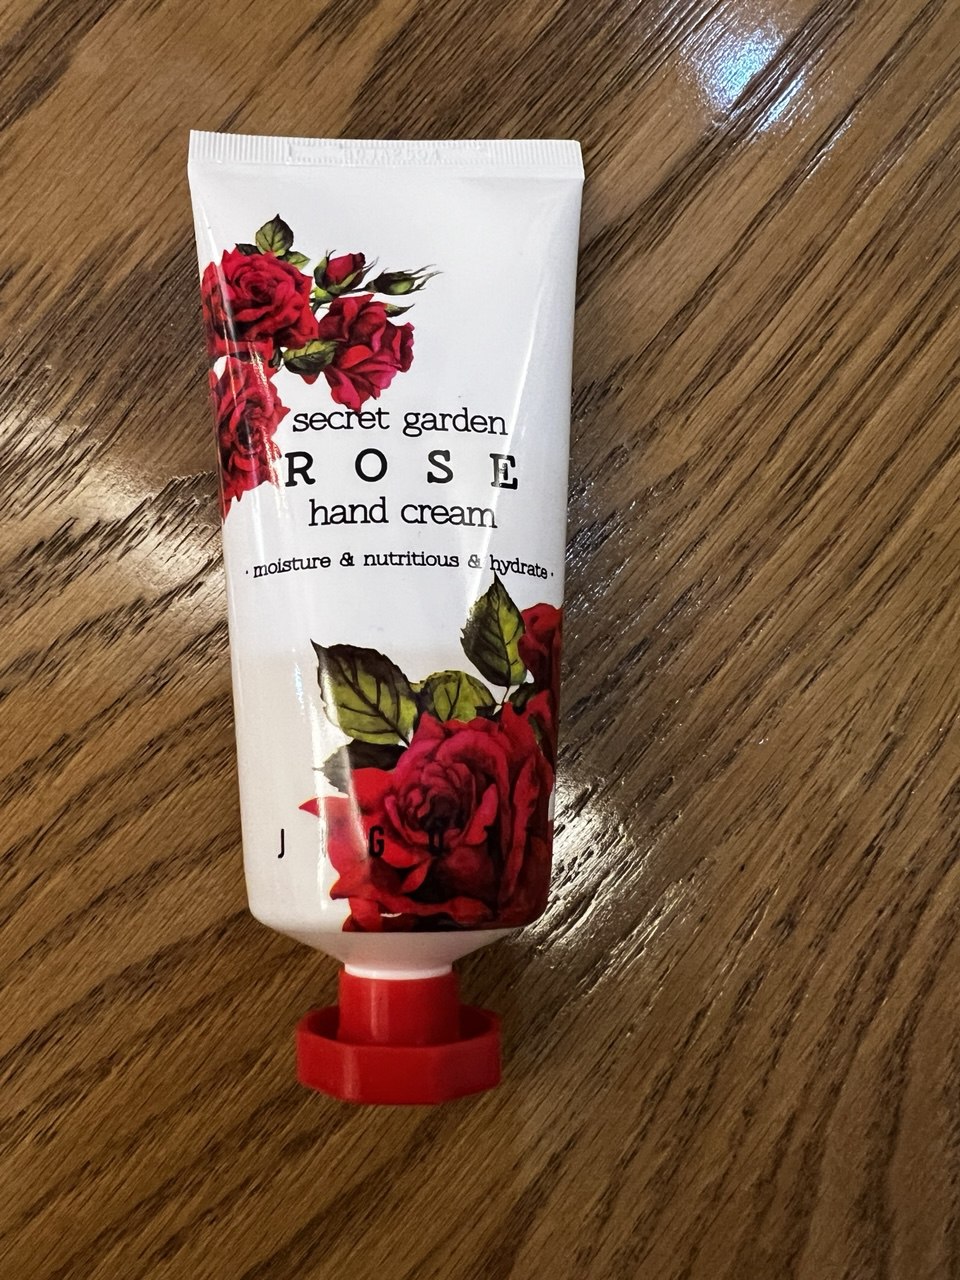 secret garden
ROSE
hand cream
· moisture & nutritious & hydrate ·
J G